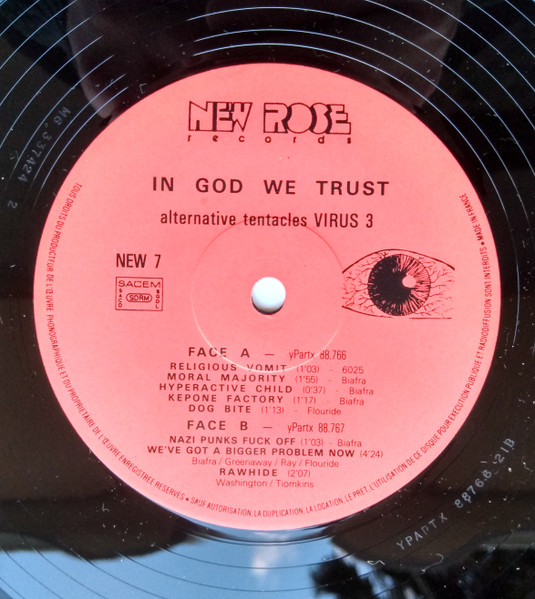 NEW ROSE
records
IN GOD WE TRUST
alternative tentacles VIRUS 3
NEW 7
SACEM
SACD SDRM SGDL
FACE A — yPartx 88.766
RELIGIOUS VOMIT (1'03) - 6025
MORAL MAJORITY (1'55) - Biafra
HYPERACTIVE CHILD (0'37) - Biafra
KEPONE FACTORY (1'17) - Biafra
DOG BITE (1'13) - Flouride
FACE B — yPartx 88.767
NAZI PUNKS FUCK OFF (1'03) - Biafra
WE'VE GOT A BIGGER PROBLEM NOW (4'24)
Biafra / Greenaway / Ray / Flouride
RAWHIDE (2'07)
Washington / Tiomkins
TOUS DROITS DU PRODUCTEUR DE L'ŒUVRE PHONOGRAPHIQUE ET DU PROPRIETAIRE DE L'ŒUVRE ENREGISTREE RESERVES • SAUF AUTORISATION, LA DUPLICATION, LA LOCATION, LE PRET, L'UTILISATION DE CE DISQUE POUR EXECUTION PUBLIQUE ET RADIODIFFUSION SONT INTERDITS • MADE IN FRANCE
M6 337424 2
YPARTX 88766 21B